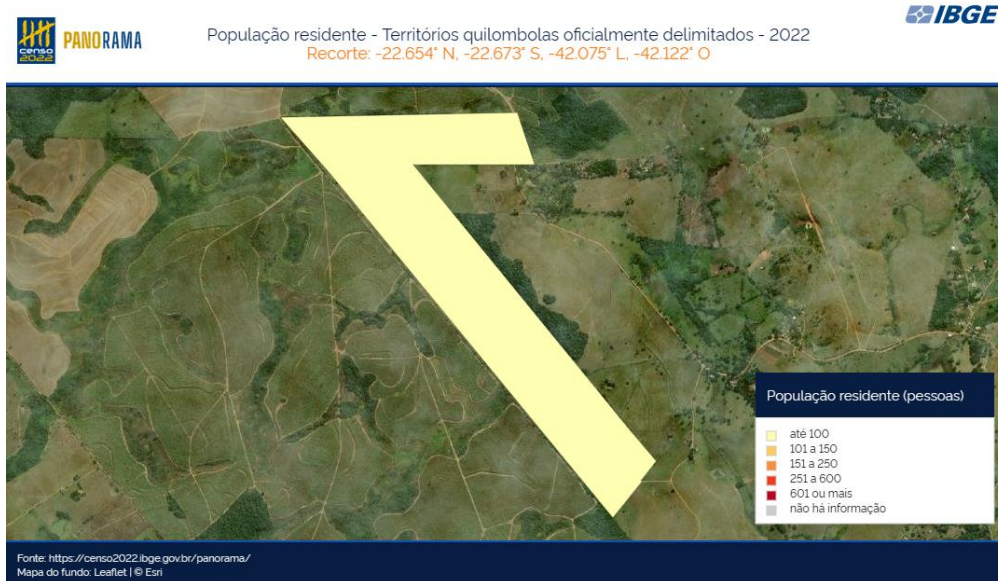 censo
2022
PANORAMA
População residente - Territórios quilombolas oficialmente delimitados - 2022
Recorte: -22.654° N, -22.673° S, -42.075° L, -42.122° O
IBGE
População residente (pessoas)
até 100
101 a 150
151 a 250
251 a 600
601 ou mais
não há informação
Fonte: https://censo2022.ibge.gov.br/panorama/
Mapa do fundo: Leaflet | © Esri